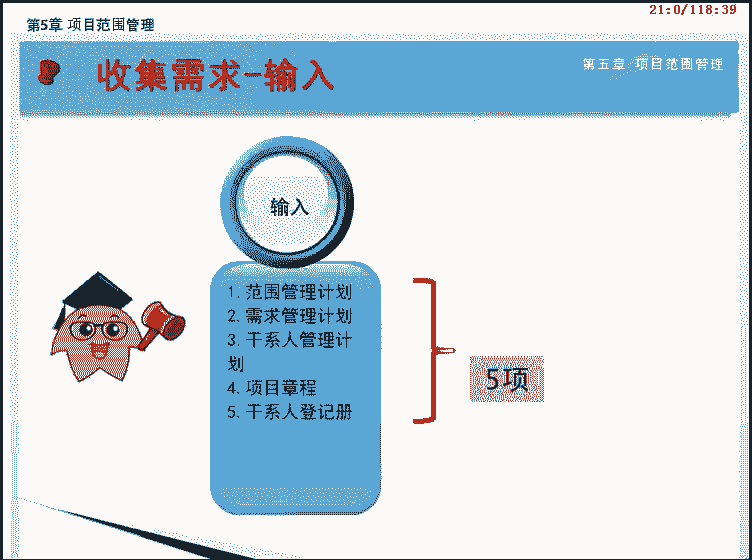 21:0/118:39
第5章 项目范围管理
收集需求-输入
第五章 项目范围管理
输入
1.范围管理计划
2.需求管理计划
3.干系人管理计
划
4.项目章程
5.干系人登记册
5项